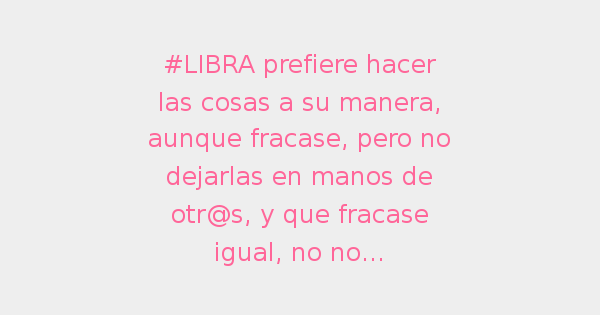 #LIBRA prefiere hacer
las cosas a su manera,
aunque fracase, pero no
dejarlas en manos de
otr@s, y que fracase
igual, no no...